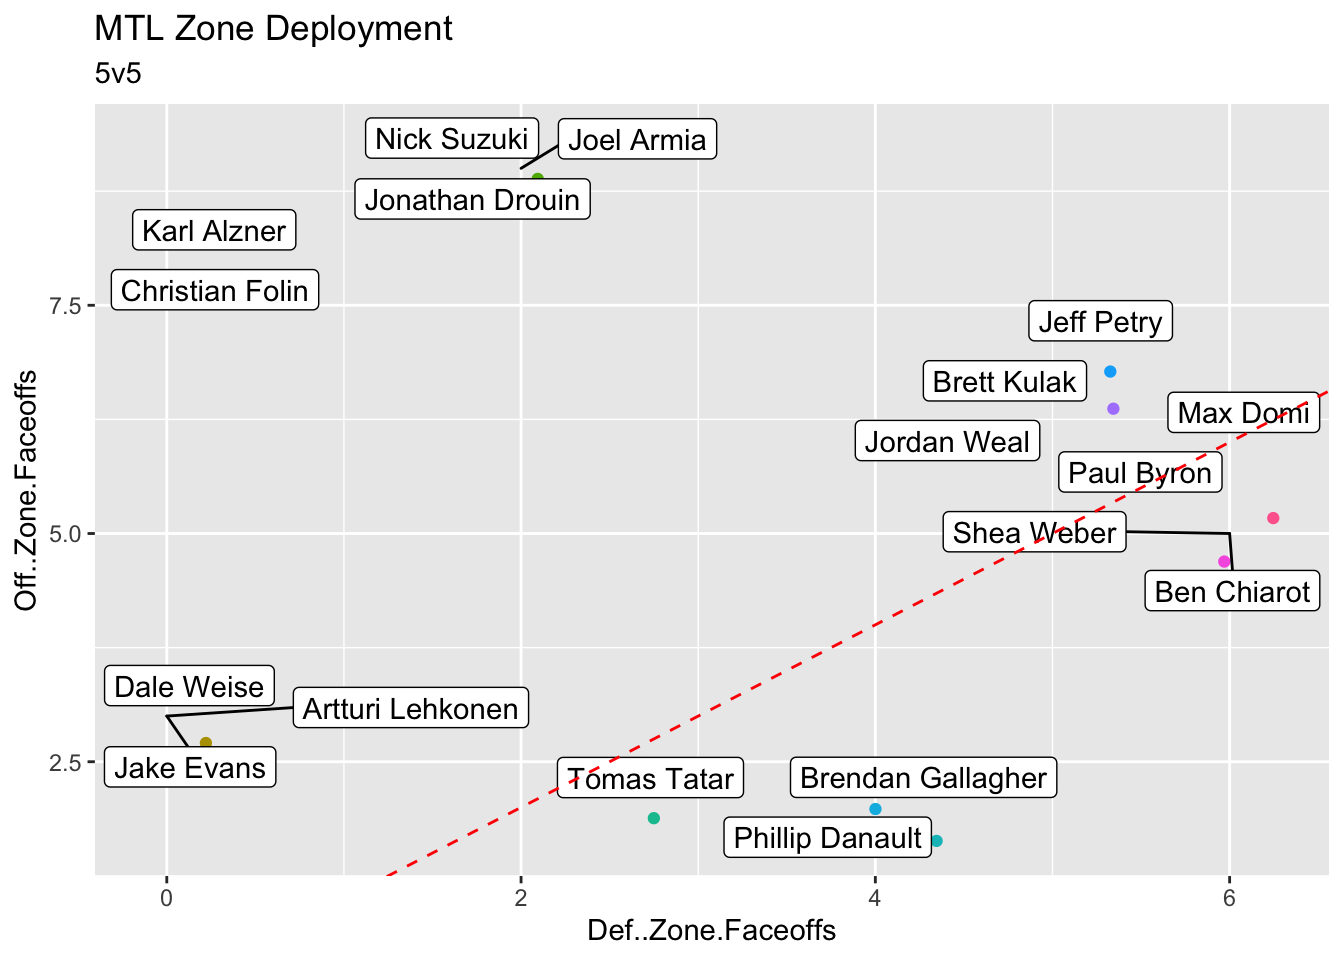 MTL Zone Deployment
5v5
Nick Suzuki
Joel Armia
Jonathan Drouin
Karl Alzner
Christian Folin
Jeff Petry
Brett Kulak
Max Domi
Jordan Weal
Paul Byron
Shea Weber
Ben Chiarot
Dale Weise
Artturi Lehkonen
Jake Evans
Tomas Tatar
Brendan Gallagher
Phillip Danault
7.5
5.0
2.5
Off..Zone.Faceoffs
0
2
4
6
Def..Zone.Faceoffs